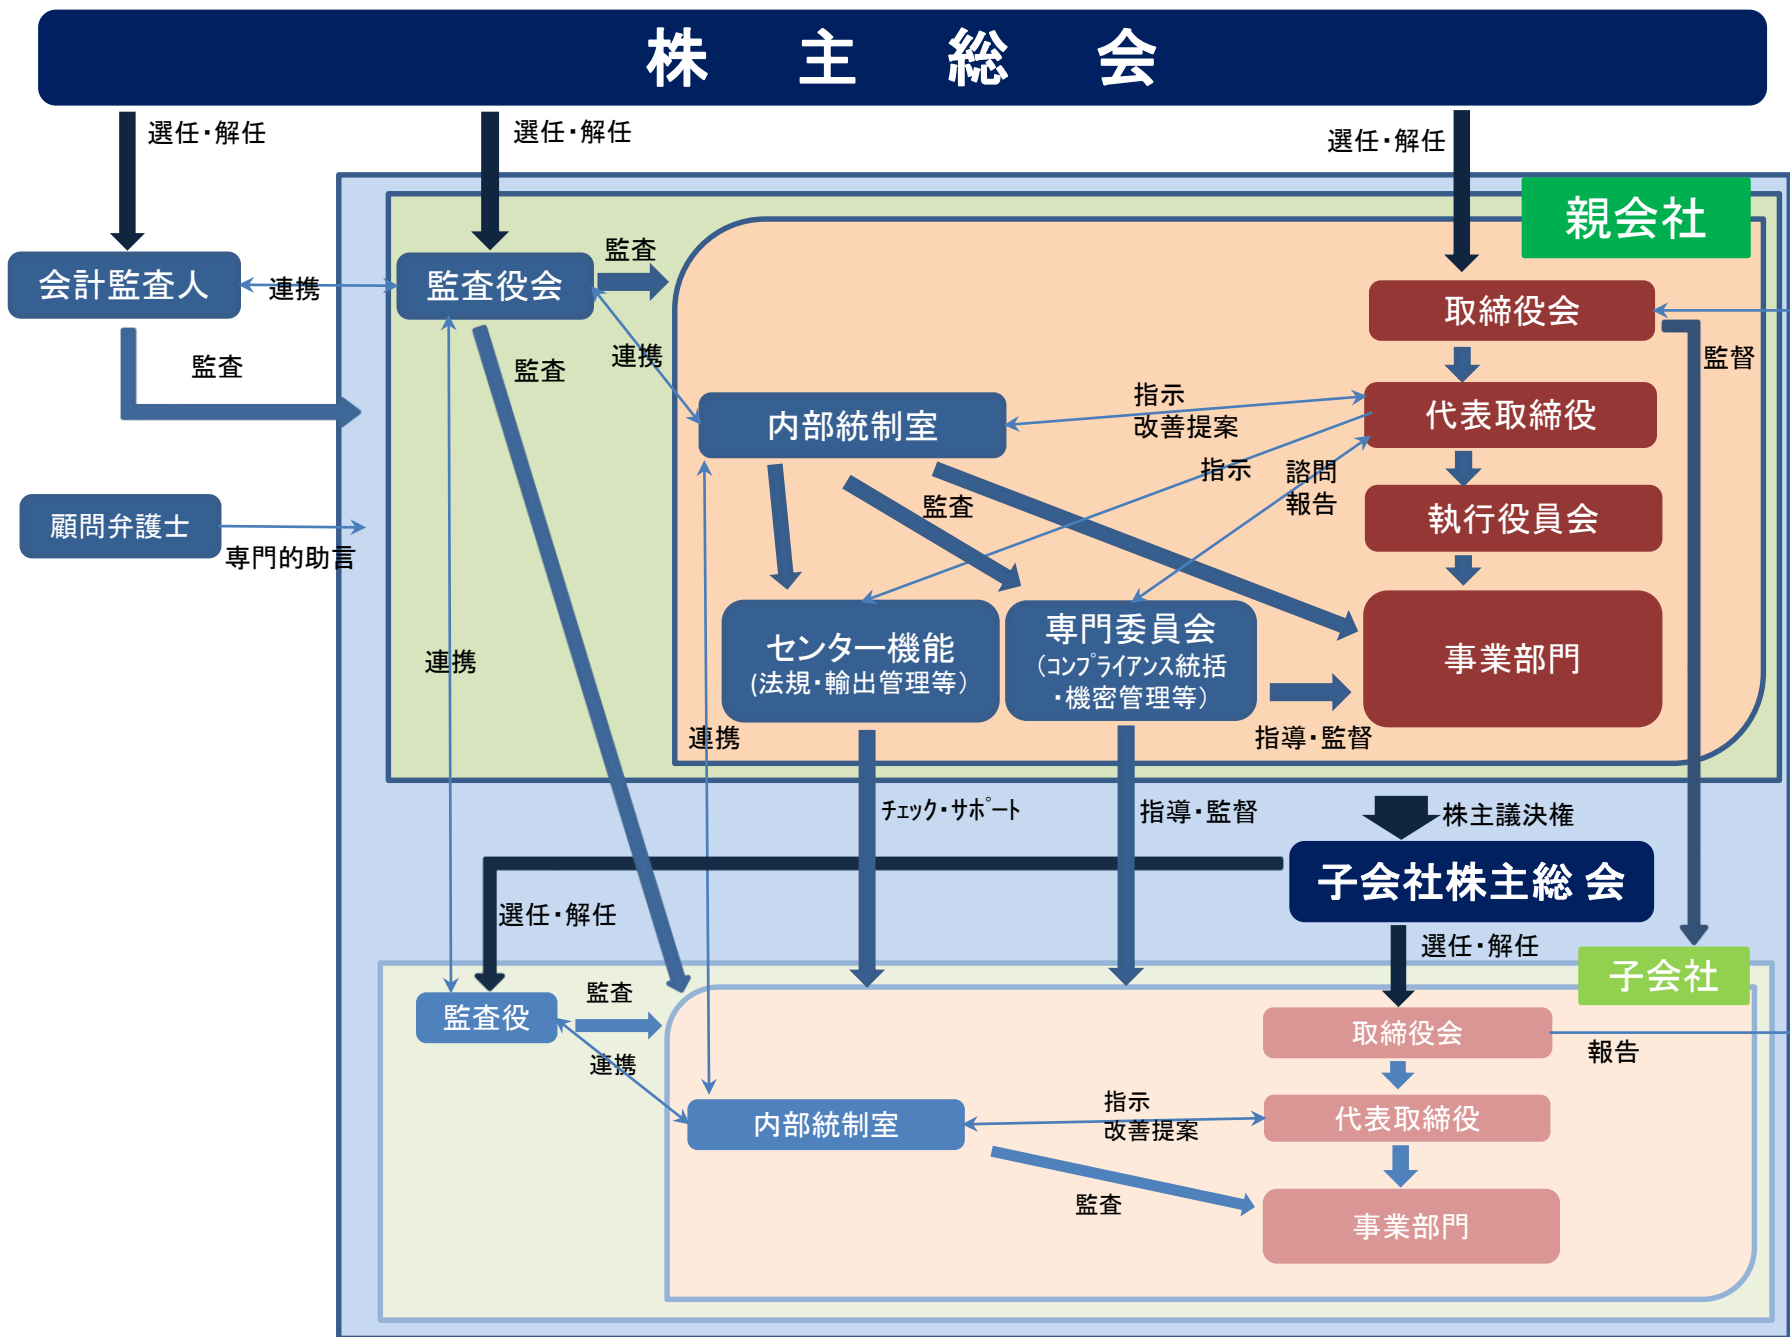 株 主 総 会
選任・解任
選任・解任
選任・解任
親会社
会計監査人
連携
監査役会
監査
取締役会
監査
監査
連携
監督
内部統制室
指示
改善提案
代表取締役
指示
諮問
報告
監査
執行役員会
顧問弁護士
専門的助言
センター機能
(法規・輸出管理等）
専門委員会
（ｺﾝﾌﾟﾗｲｱﾝｽ統括
・機密管理等）
事業部門
連携
連携
指導・監督
ﾁｪｯｸ・ｻﾎﾟｰﾄ
指導・監督
株主議決権
子会社株主総 会
選任・解任
選任・解任
子会社
監査役
監査
連携
取締役会
報告
内部統制室
指示
改善提案
代表取締役
監査
事業部門